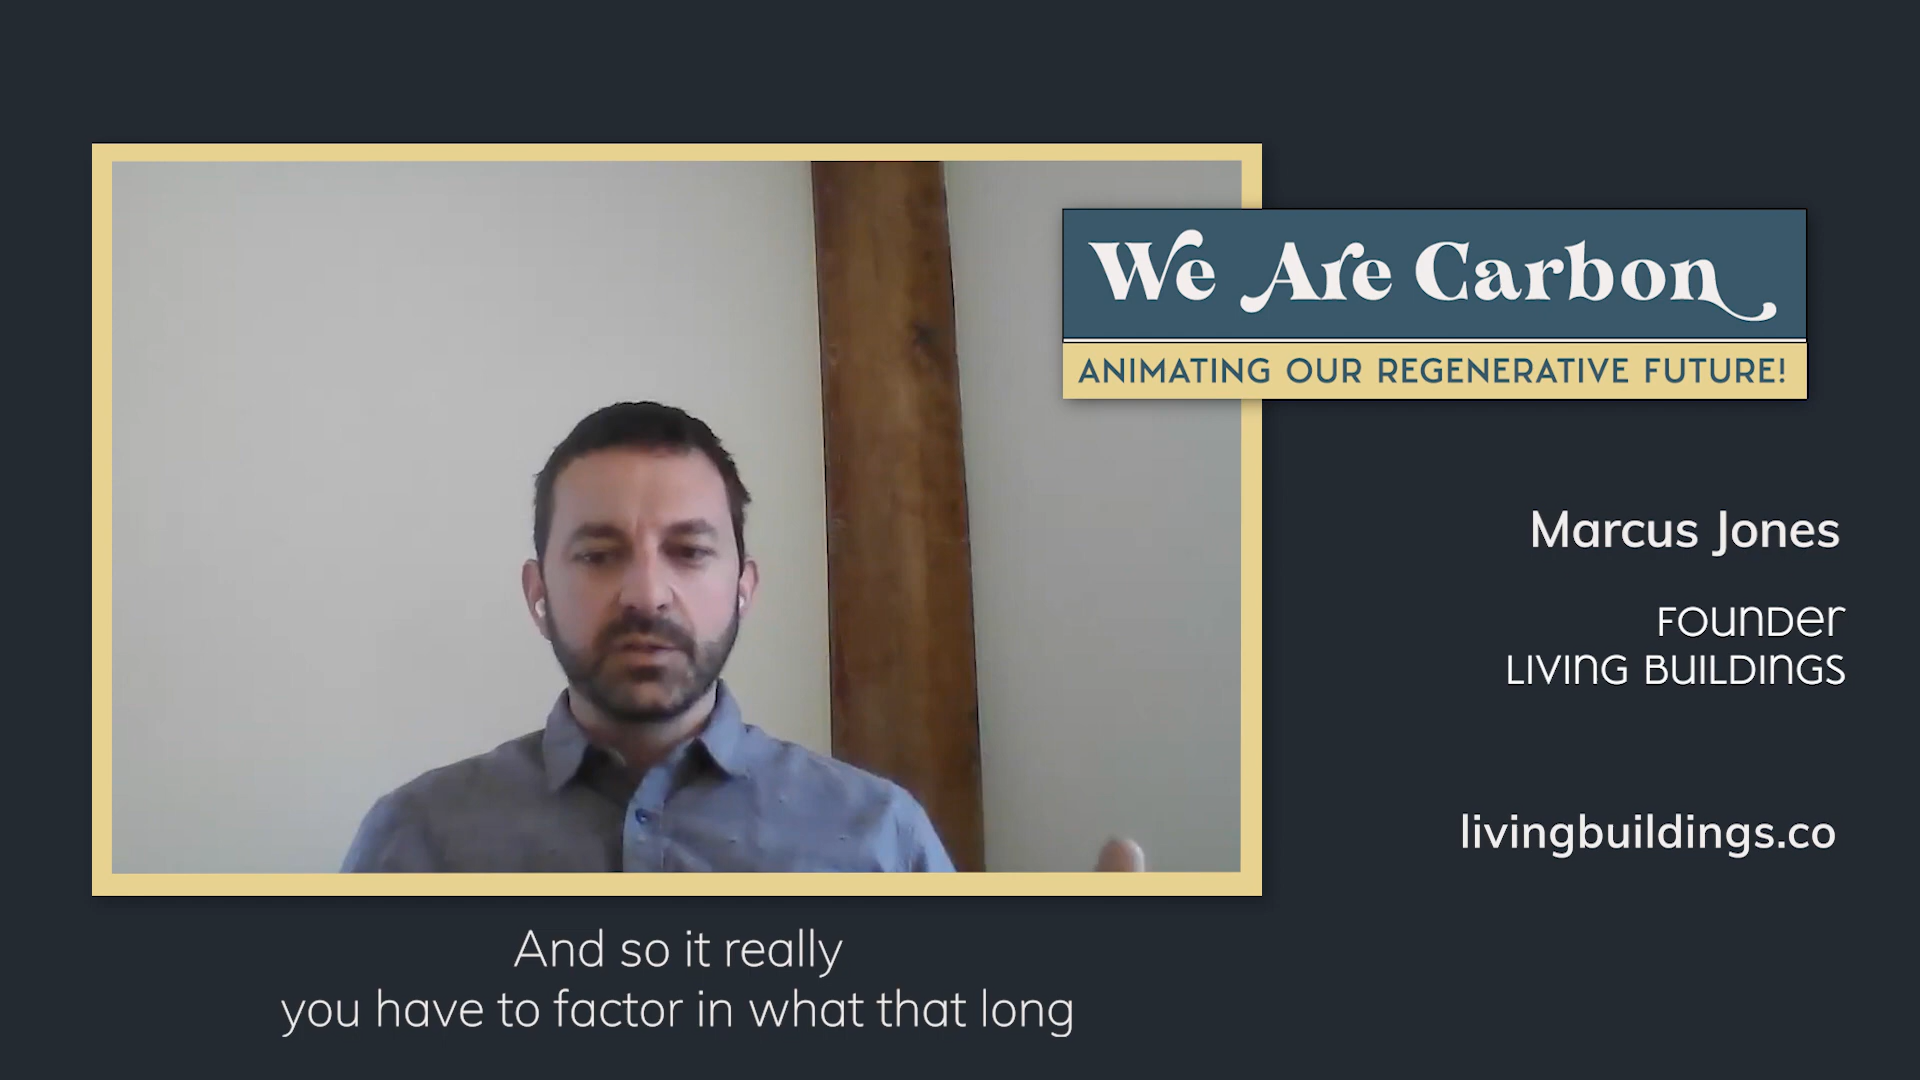 We Are Carbon
ANIMATING OUR REGENERATIVE FUTURE!
Marcus Jones
Founder
Living Buildings
livingbuildings.co
And so it really
you have to factor in what that long